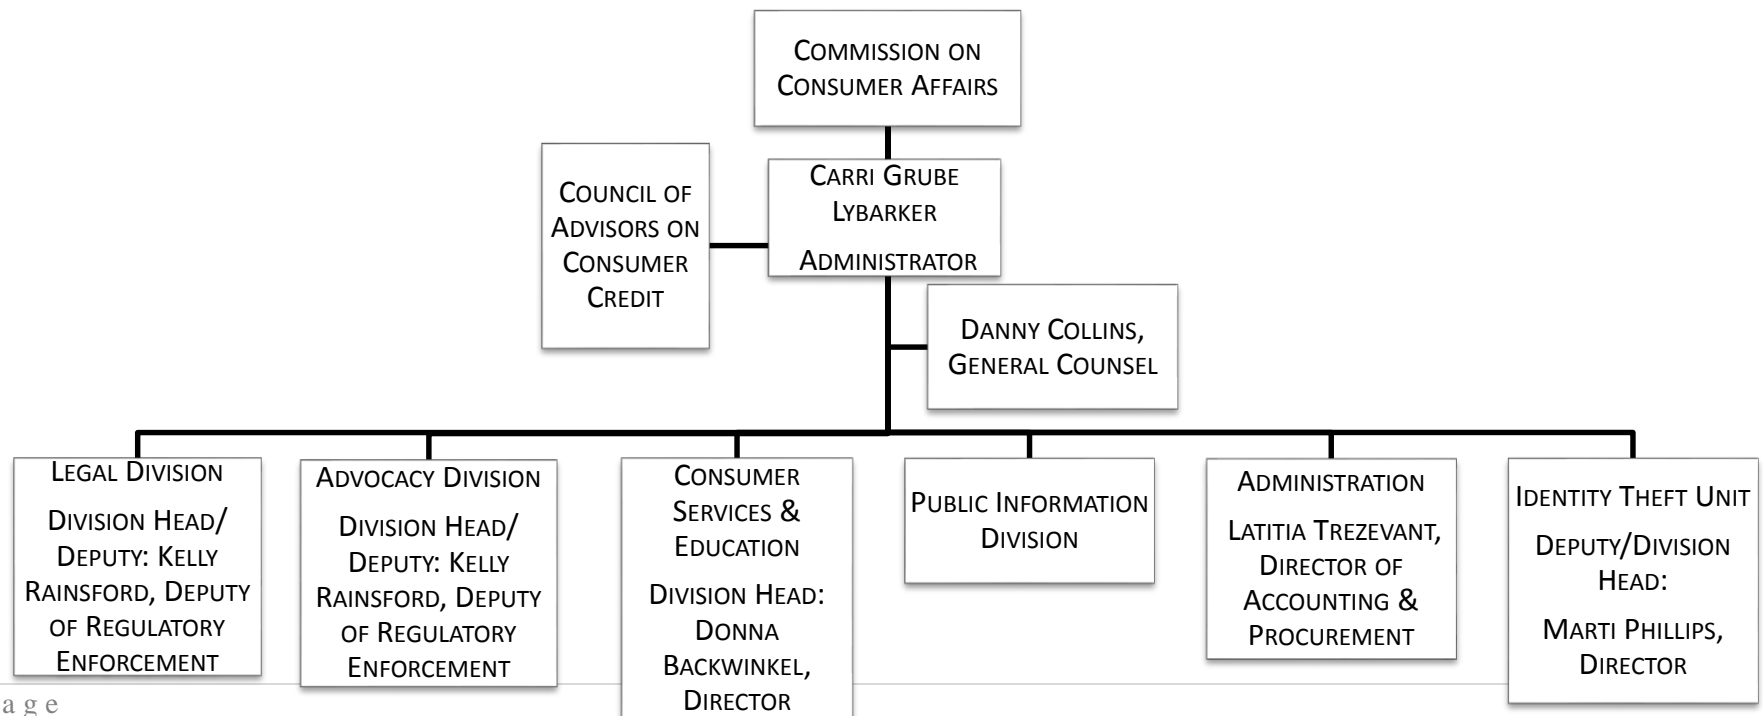 COMMISSION ON
CONSUMER AFFAIRS
CARRI GRUBE
LYBARKER
ADMINISTRATOR
COUNCIL OF
ADVISORS ON
CONSUMER
CREDIT
DANNY COLLINS,
GENERAL COUNSEL
LEGAL DIVISION
DIVISION HEAD/
DEPUTY: KELLY
RAINSFORD, DEPUTY
OF REGULATORY
ENFORCEMENT
ADVOCACY DIVISION
DIVISION HEAD/
DEPUTY: KELLY
RAINSFORD, DEPUTY
OF REGULATORY
ENFORCEMENT
CONSUMER
SERVICES &
EDUCATION
DIVISION HEAD:
DONNA
BACKWINKEL,
DIRECTOR
PUBLIC INFORMATION
DIVISION
ADMINISTRATION
LATITIA TREZEVANT,
DIRECTOR OF
ACCOUNTING &
PROCUREMENT
IDENTITY THEFT UNIT
DEPUTY/DIVISION
HEAD:
MARTI PHILLIPS,
DIRECTOR
a g e